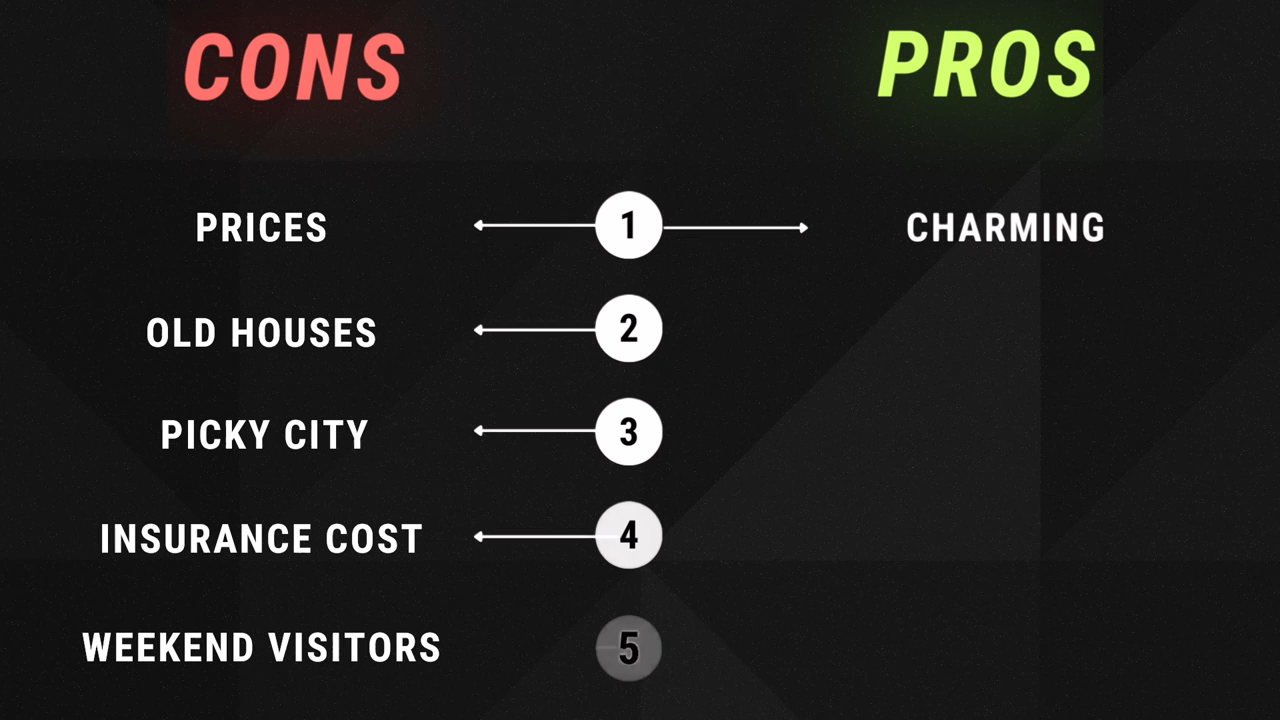 CONS
PROS
PRICES 1 CHARMING
OLD HOUSES 2
PICKY CITY 3
INSURANCE COST 4
WEEKEND VISITORS 5